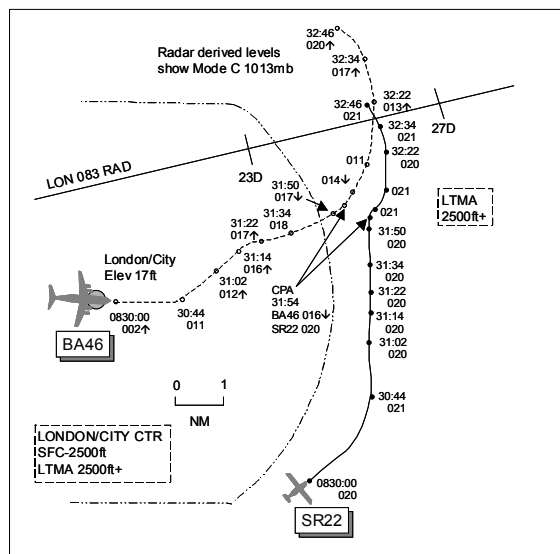 32:46
020↑
Radar derived levels
show Mode C 1013mb
32:34
017↑
32:22
013↑
32:46
021
27D
LON 083 RAD
32:34
021
23D
32:22
020
011
31:50
017↓
014↓
021
LTMA
2500ft+
31:22
017↑
31:34
018
021
31:50
020
London/City
Elev 17ft
31:14
016↑
31:02
012↑
CPA
31:54
BA46 016↓
SR22 020
31:34
020
31:22
020
31:14
020
31:02
020
0830:00
002↑
30:44
011
BA46
0
1
NM
30:44
021
LONDON/CITY CTR
SFC-2500ft
LTMA 2500ft+
0830:00
020
SR22